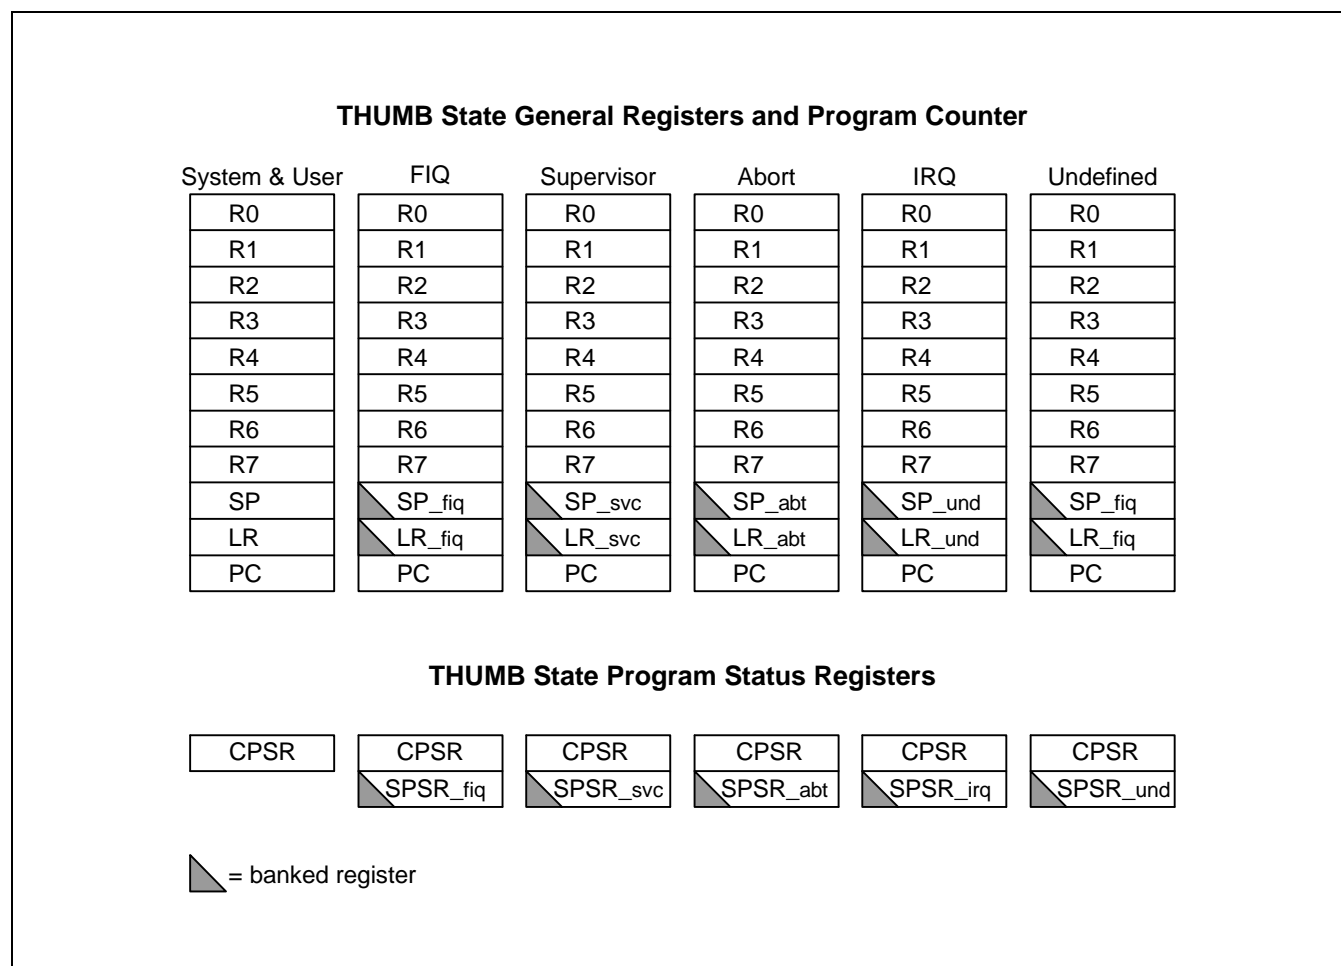 THUMB State General Registers and Program Counter
System & User FIQ Supervisor Abort IRQ Undefined
R0 R0 R0 R0 R0 R0
R1 R1 R1 R1 R1 R1
R2 R2 R2 R2 R2 R2
R3 R3 R3 R3 R3 R3
R4 R4 R4 R4 R4 R4
R5 R5 R5 R5 R5 R5
R6 R6 R6 R6 R6 R6
R7 R7 R7 R7 R7 R7
SP SP_fiq SP_svc SP_abt SP_und SP_fiq
LR LR_fiq LR_svc LR_abt LR_und LR_fiq
PC PC PC PC PC PC
THUMB State Program Status Registers
CPSR CPSR CPSR CPSR CPSR CPSR
SPSR_fiq SPSR_svc SPSR_abt SPSR_irq SPSR_und
= banked register